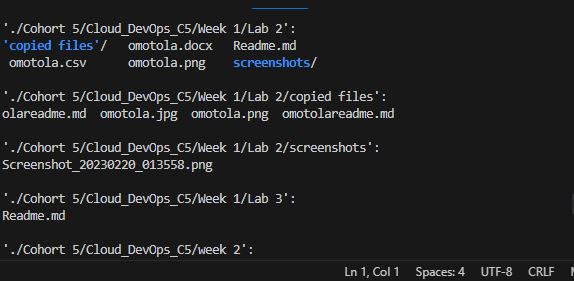 './Cohort 5/Cloud_DevOps_C5/Week 1/Lab 2':
'copied files'/   omotola.docx   Readme.md
 omotola.csv      omotola.png    screenshots/

'./Cohort 5/Cloud_DevOps_C5/Week 1/Lab 2/copied files':
olareadme.md  omotola.jpg  omotola.png  omotolareadme.md

'./Cohort 5/Cloud_DevOps_C5/Week 1/Lab 2/screenshots':
Screenshot_20230220_013558.png

'./Cohort 5/Cloud_DevOps_C5/Week 1/Lab 3':
Readme.md

'./Cohort 5/Cloud_DevOps_C5/week 2':
Ln 1, Col 1   Spaces: 4   UTF-8   CRLF